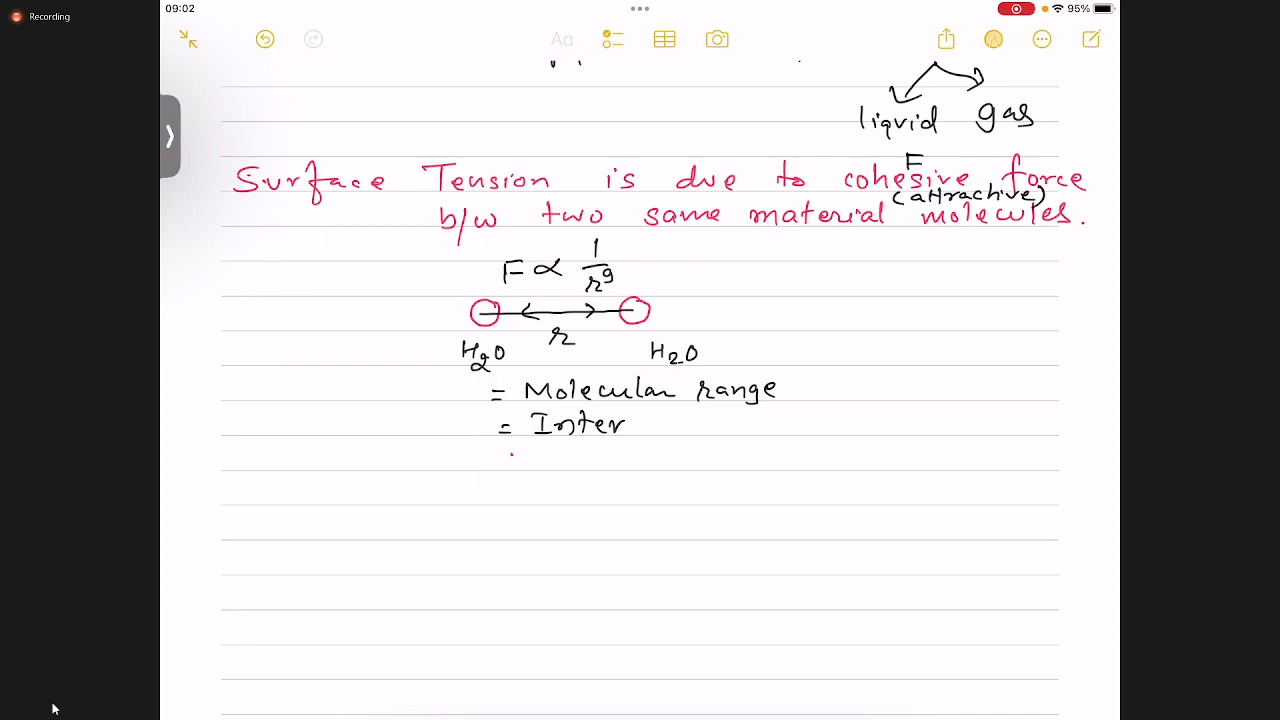 Recording
09:02
95%
Aa
liquid gas
F
Surface Tension is due to cohesive force
(attractive)
b/w two same material molecules.
F ∝ 1/r⁹
r
H₂O H₂O
= Molecular range
= Inter